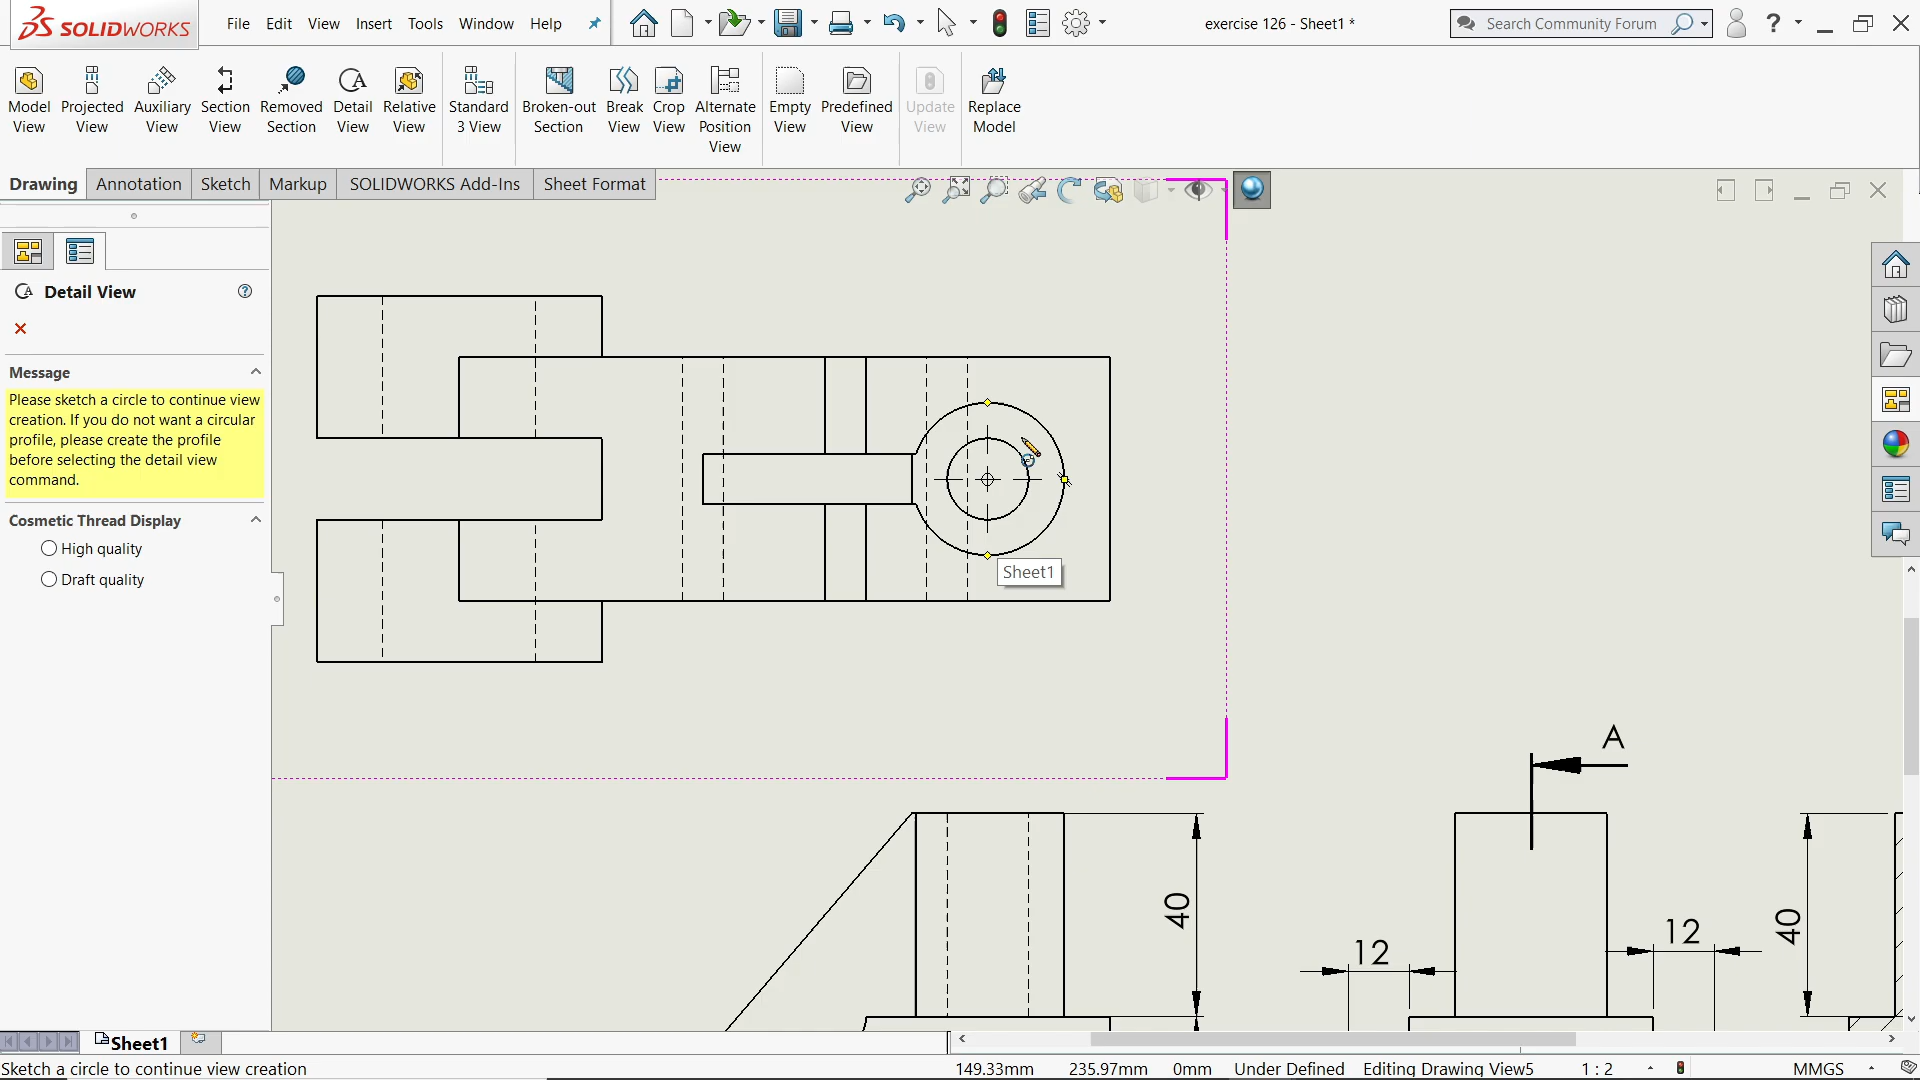 SOLIDWORKS
File Edit View Insert Tools Window Help
exercise 126 - Sheet1 *
Search Community Forum
?
Model View
Projected View
Auxiliary View
Section View
Removed Section
Detail View
Relative View
Standard 3 View
Broken-out Section
Break View
Crop View
Alternate Position View
Empty View
Predefined View
Update View
Replace Model
Drawing Annotation Sketch Markup SOLIDWORKS Add-Ins Sheet Format
Detail View
Message
Please sketch a circle to continue view
creation. If you do not want a circular
profile, please create the profile
before selecting the detail view
command.
Cosmetic Thread Display
High quality
Draft quality
Sheet1
A
40
12
12
40
Sheet1
Sketch a circle to continue view creation
149.33mm 235.97mm 0mm Under Defined Editing Drawing View5 1 : 2 MMGS